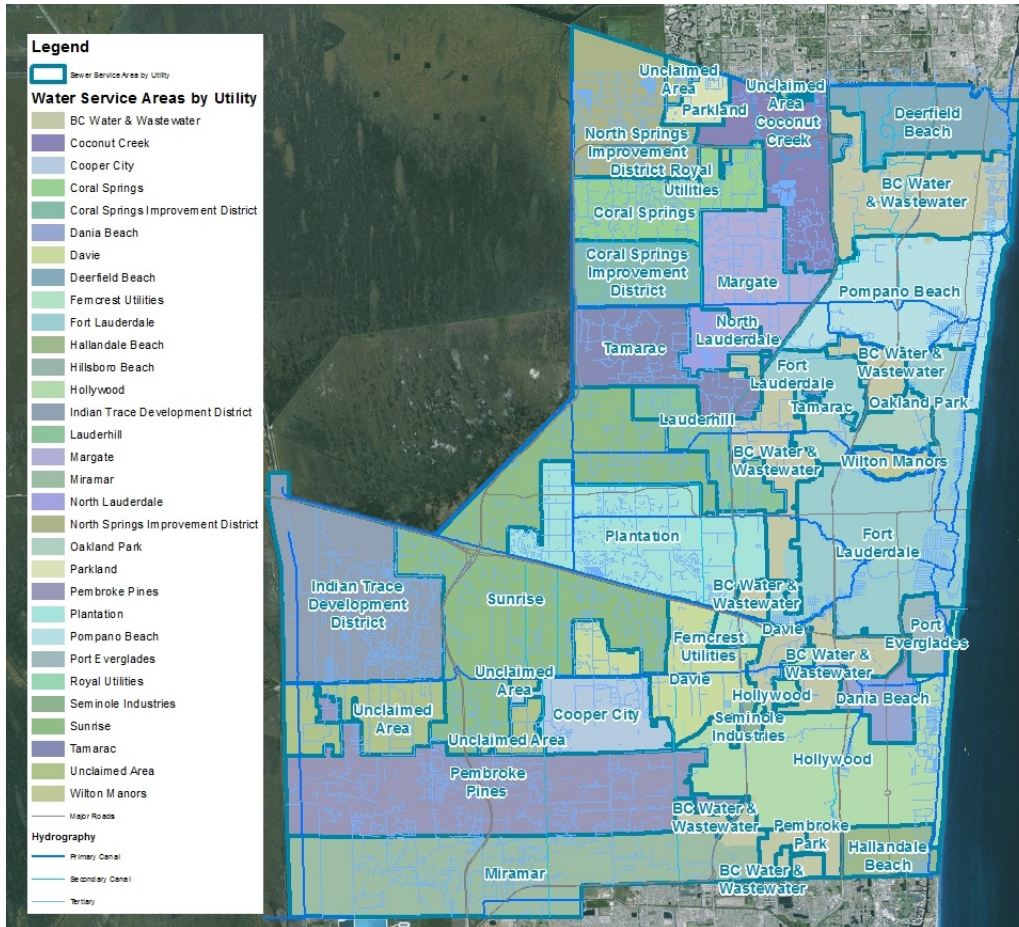 Legend
Sewer Service Area by Utility
Water Service Areas by Utility
BC Water & Wastewater
Coconut Creek
Cooper City
Coral Springs
Coral Springs Improvement District
Dania Beach
Davie
Deerfield Beach
Ferncrest Utilities
Fort Lauderdale
Hallandale Beach
Hillsboro Beach
Hollywood
Indian Trace Development District
Lauderhill
Margate
Miramar
North Lauderdale
North Springs Improvement District
Oakland Park
Parkland
Pembroke Pines
Plantation
Pompano Beach
Port Everglades
Royal Utilities
Seminole Industries
Sunrise
Tamarac
Unclaimed Area
Wilton Manors
Major Roads
Hydrography
Primary Canal
Secondary Canal
Tertiary
Unclaimed
Area
Parkland
Unclaimed
Area
Coconut
Creek
Deerfield
Beach
North Springs
Improvement
District Royal
Utilities
BC Water
& Wastewater
Coral Springs
Coral Springs
Improvement
District
Margate
Pompano Beach
North
Lauderdale
Tamarac
BC Water &
Wastewater
Fort
Lauderdale
Tamarac
Oakland Park
Lauderhill
BC Water &
Wastewater
Wilton Manors
Plantation
Fort
Lauderdale
Indian Trace
Development
District
Sunrise
BC Water &
Wastewater
Davie
Port
Everglades
Ferncrest
Utilities
BC Water &
Wastewater
Unclaimed
Area
Davie
Hollywood
Dania Beach
Unclaimed
Area
Cooper City
Seminole
Industries
Unclaimed Area
Hollywood
Pembroke
Pines
BC Water &
Wastewater
Pembroke
Park
Hallandale
Beach
Miramar
BC Water &
Wastewater